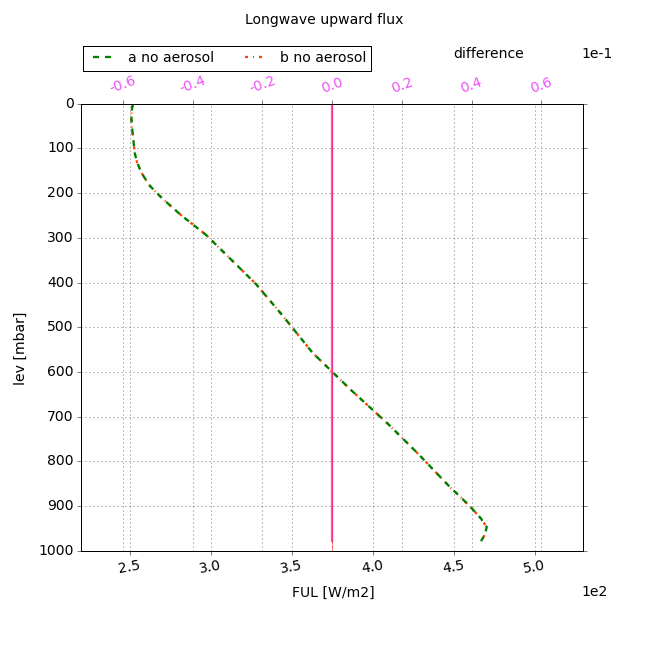 Longwave upward flux
a no aerosol b no aerosol difference 1e-1
-0.6 -0.4 -0.2 0.0 0.2 0.4 0.6
0
100
200
300
400
500
600
700
800
900
1000
lev [mbar]
2.5 3.0 3.5 4.0 4.5 5.0
FUL [W/m2] 1e2